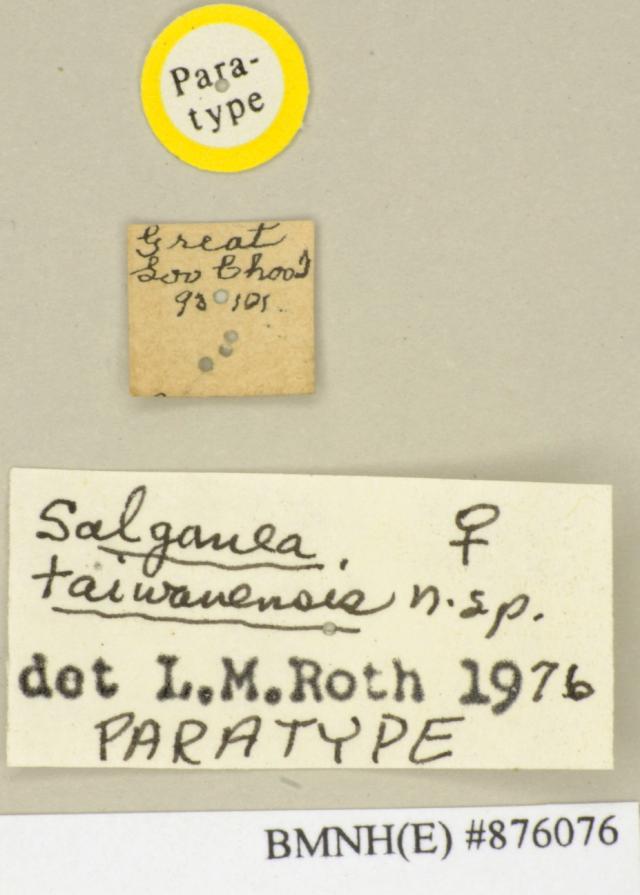 Para-
type
Great
Loo Choo I
93 101.
Salganea ♀
taiwanensis n.sp.
det L.M.Roth 1976
PARATYPE
BMNH(E) #876076